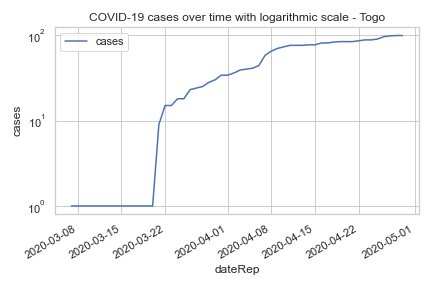 COVID-19 cases over time with logarithmic scale - Togo
cases
10²
10¹
10⁰
cases
2020-03-08
2020-03-15
2020-03-22
2020-04-01
2020-04-08
2020-04-15
2020-04-22
2020-05-01
dateRep